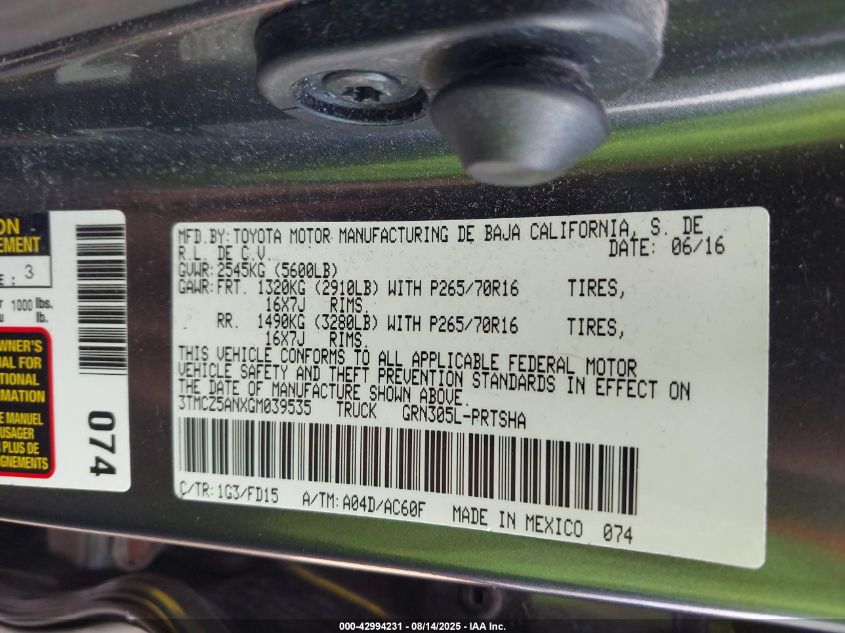 ON
EMENT
E : 3
r 1000 lbs.
u lb.
WNER'S
UAL FOR
TIONAL
RMATION
E MANUEL
USAGER
PLUS DE
GNEMENTS
074
MFD.BY:TOYOTA MOTOR MANUFACTURING DE BAJA CALIFORNIA, S. DE
R.L. DE C.V. DATE: 06/16
GVWR: 2545KG (5600LB)
GAWR:FRT. 1320KG (2910LB) WITH P265/70R16 TIRES,
16X7J RIMS.
RR. 1490KG (3280LB) WITH P265/70R16 TIRES,
16X7J RIMS.
THIS VEHICLE CONFORMS TO ALL APPLICABLE FEDERAL MOTOR
VEHICLE SAFETY AND THEFT PREVENTION STANDARDS IN EFFECT ON
THE DATE OF MANUFACTURE SHOWN ABOVE.
3TMCZ5ANXGM039535 TRUCK GRN305L-PRTSHA
C/TR:1G3/FD15 A/TM:A04D/AC60F MADE IN MEXICO 074
000-42994231 - 08/14/2025 - IAA Inc.